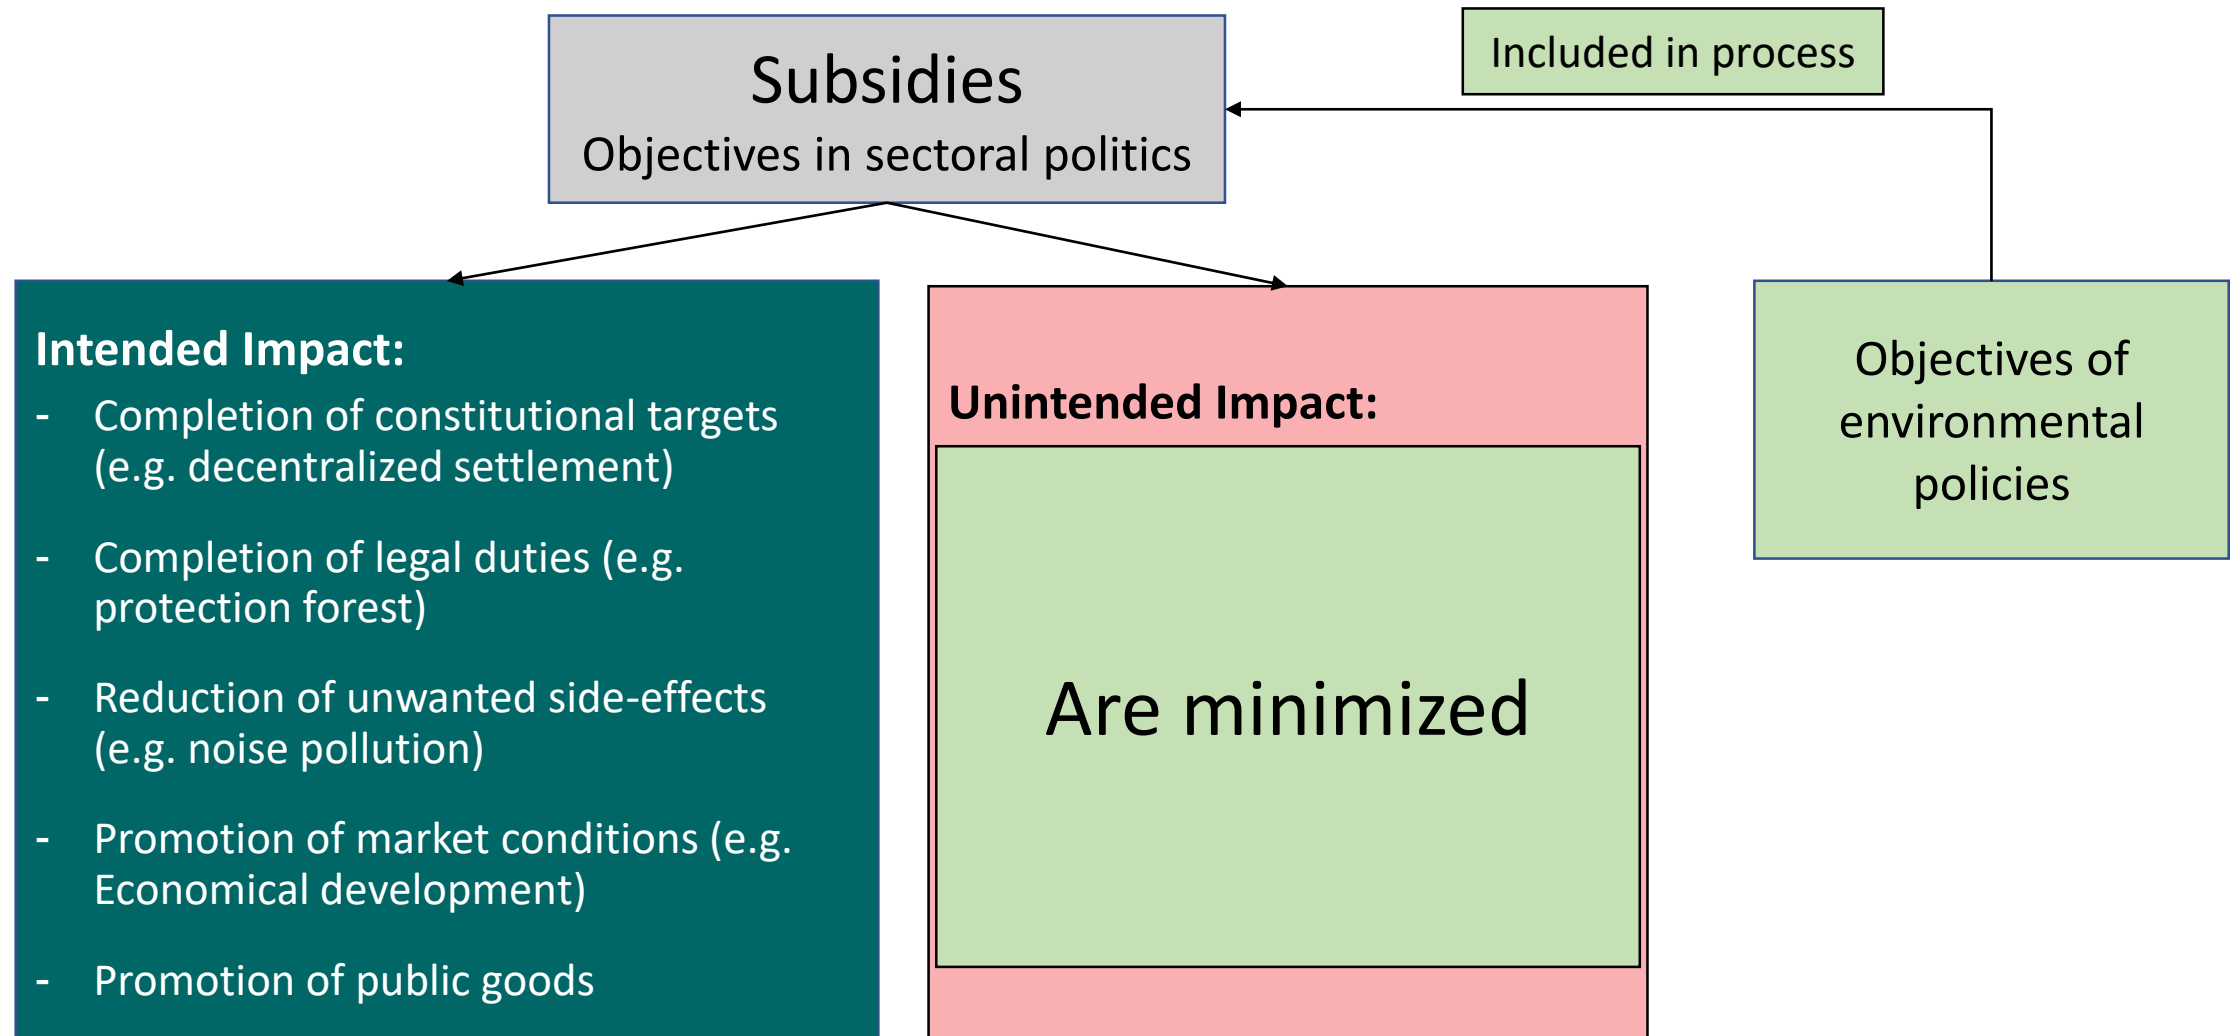 Subsidies
Objectives in sectoral politics
Included in process
Intended Impact:
- Completion of constitutional targets
(e.g. decentralized settlement)
- Completion of legal duties (e.g.
protection forest)
- Reduction of unwanted side-effects
(e.g. noise pollution)
- Promotion of market conditions (e.g.
Economical development)
- Promotion of public goods
Unintended Impact:
Are minimized
Objectives of
environmental
policies